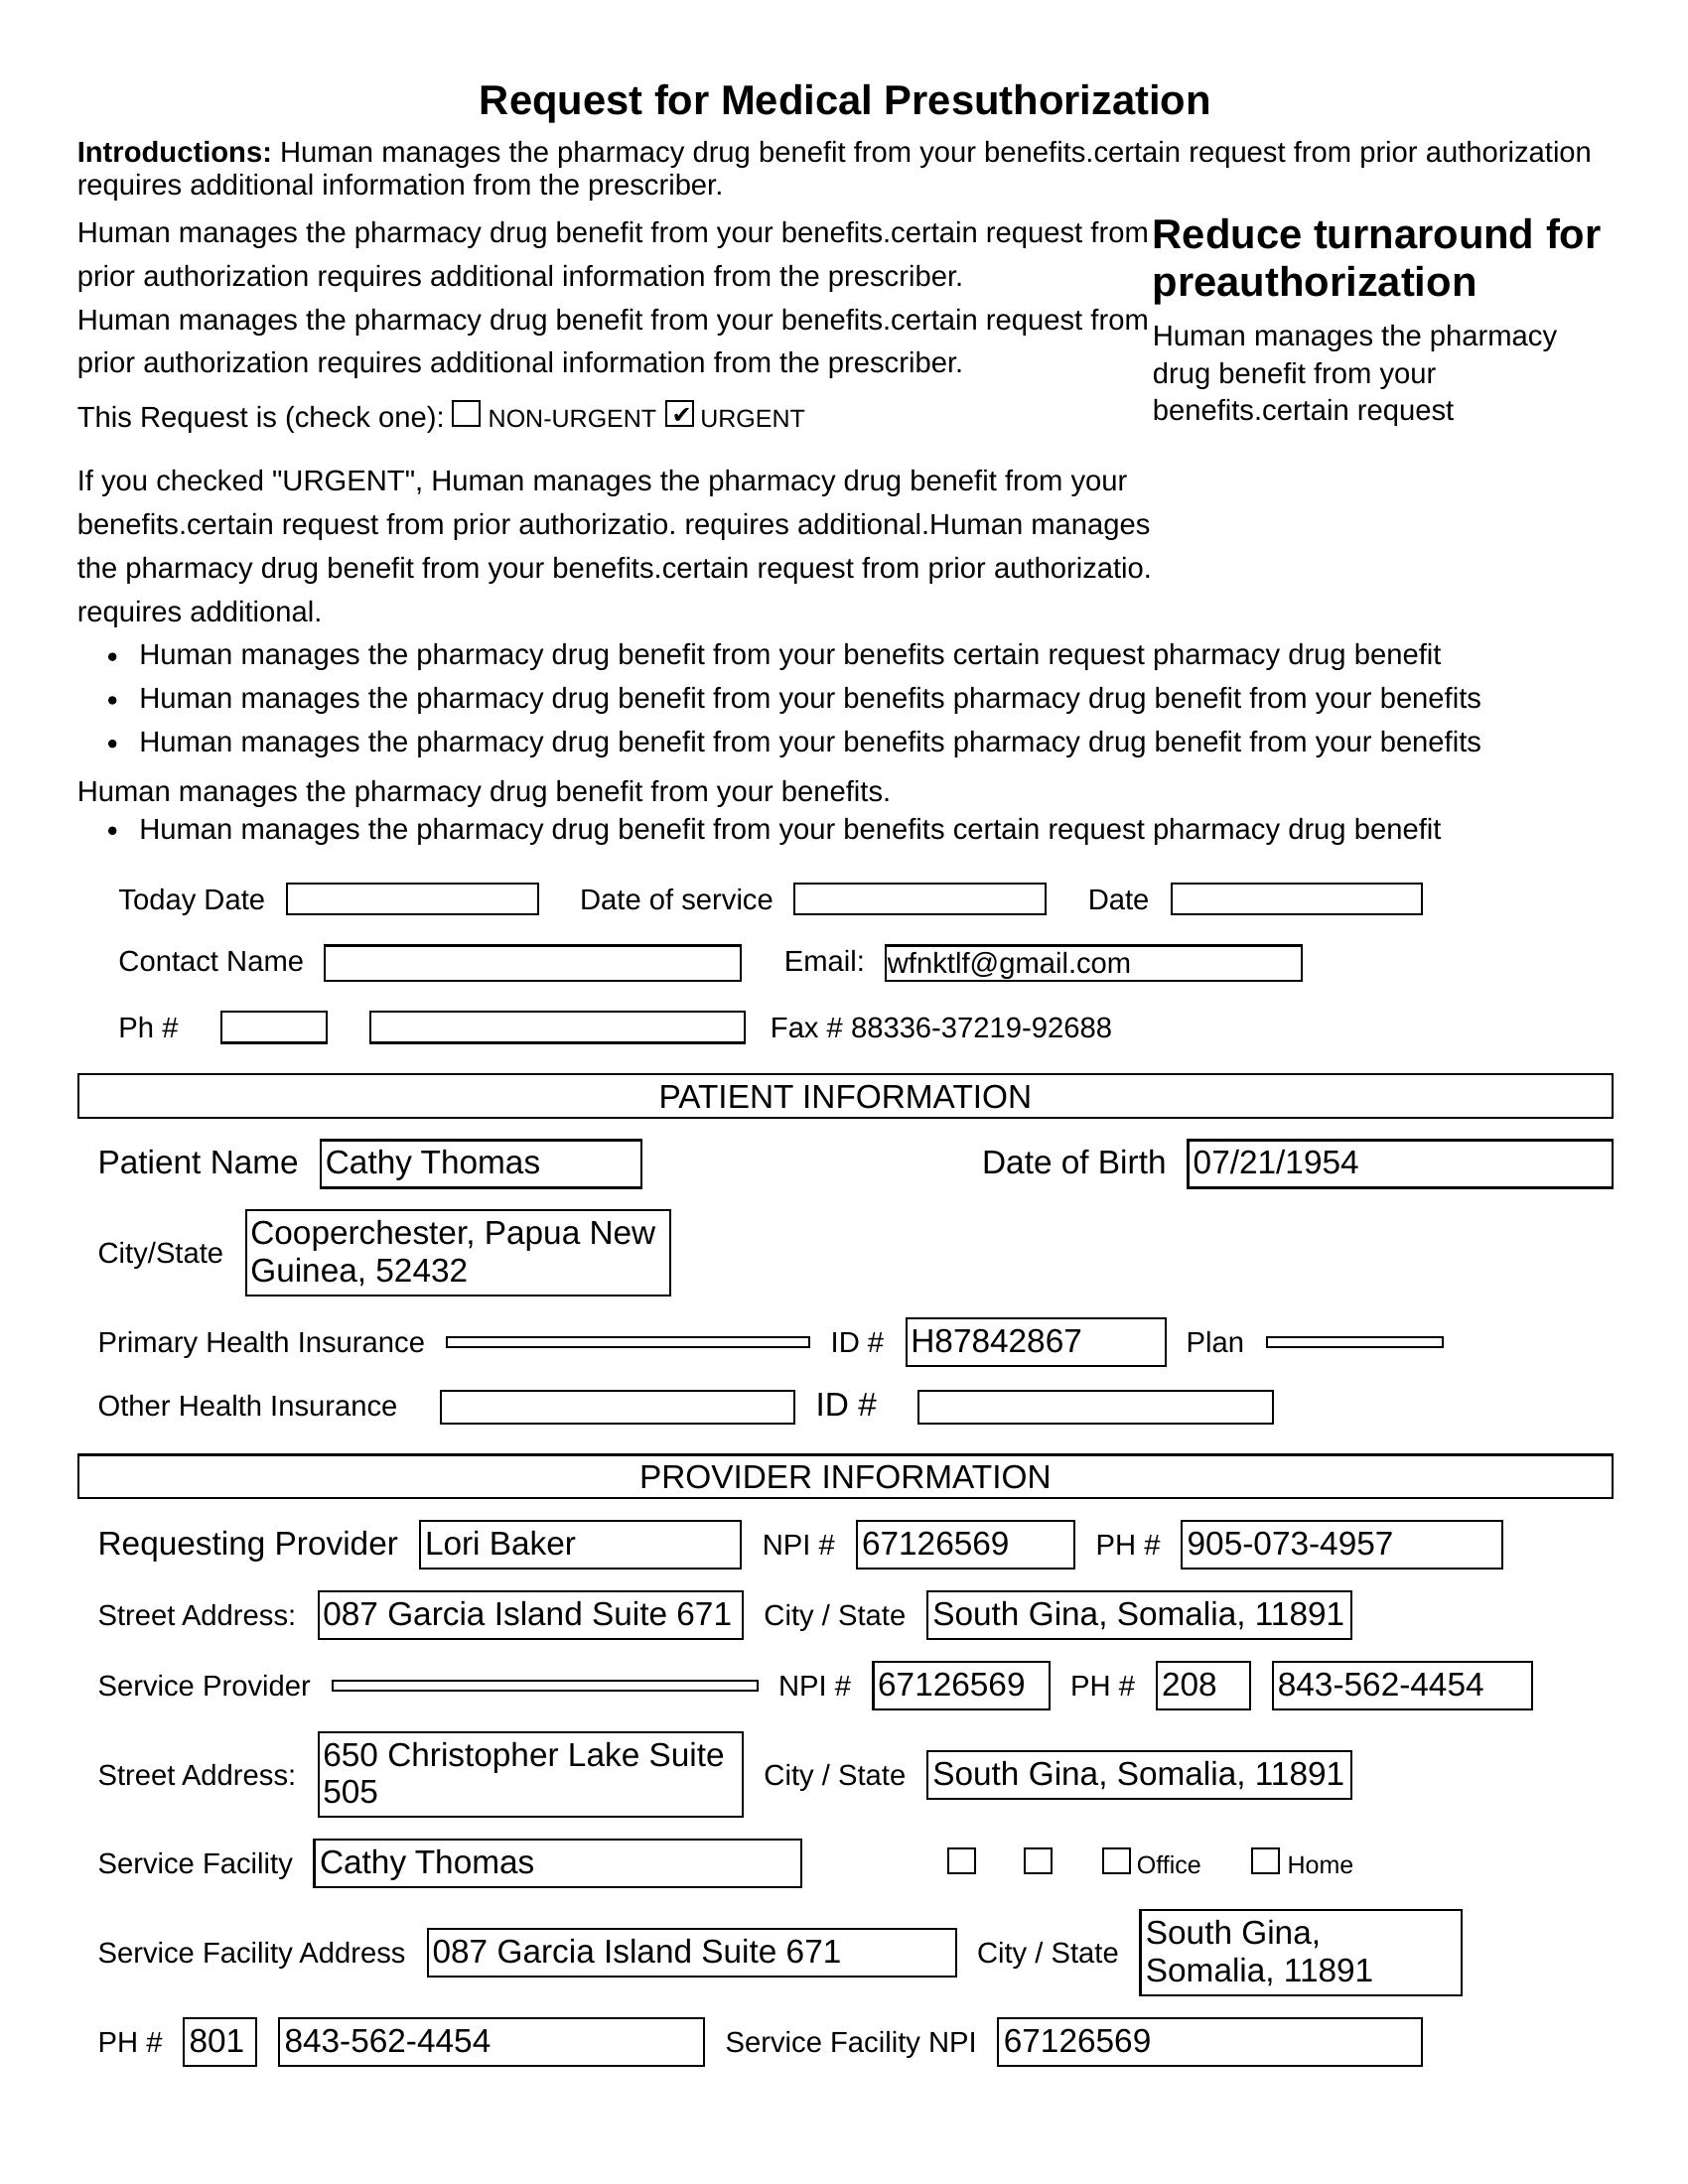 Request for Medical Presuthorization
Introductions: Human manages the pharmacy drug benefit from your benefits.certain request from prior authorization
requires additional information from the prescriber.
Human manages the pharmacy drug benefit from your benefits.certain request from
prior authorization requires additional information from the prescriber.
Human manages the pharmacy drug benefit from your benefits.certain request from
prior authorization requires additional information from the prescriber.
This Request is (check one): NON-URGENT ✔ URGENT
Reduce turnaround for
preauthorization
Human manages the pharmacy
drug benefit from your
benefits.certain request
If you checked "URGENT", Human manages the pharmacy drug benefit from your
benefits.certain request from prior authorizatio. requires additional.Human manages
the pharmacy drug benefit from your benefits.certain request from prior authorizatio.
requires additional.
• Human manages the pharmacy drug benefit from your benefits certain request pharmacy drug benefit
• Human manages the pharmacy drug benefit from your benefits pharmacy drug benefit from your benefits
• Human manages the pharmacy drug benefit from your benefits pharmacy drug benefit from your benefits
Human manages the pharmacy drug benefit from your benefits.
• Human manages the pharmacy drug benefit from your benefits certain request pharmacy drug benefit
Today Date Date of service Date
Contact Name Email: wfnktlf@gmail.com
Ph # Fax # 88336-37219-92688
PATIENT INFORMATION
Patient Name Cathy Thomas Date of Birth 07/21/1954
City/State Cooperchester, Papua New
Guinea, 52432
Primary Health Insurance ID # H87842867 Plan
Other Health Insurance ID #
PROVIDER INFORMATION
Requesting Provider Lori Baker NPI # 67126569 PH # 905-073-4957
Street Address: 087 Garcia Island Suite 671 City / State South Gina, Somalia, 11891
Service Provider NPI # 67126569 PH # 208 843-562-4454
Street Address: 650 Christopher Lake Suite
505 City / State South Gina, Somalia, 11891
Service Facility Cathy Thomas Office Home
Service Facility Address 087 Garcia Island Suite 671 City / State South Gina,
Somalia, 11891
PH # 801 843-562-4454 Service Facility NPI 67126569